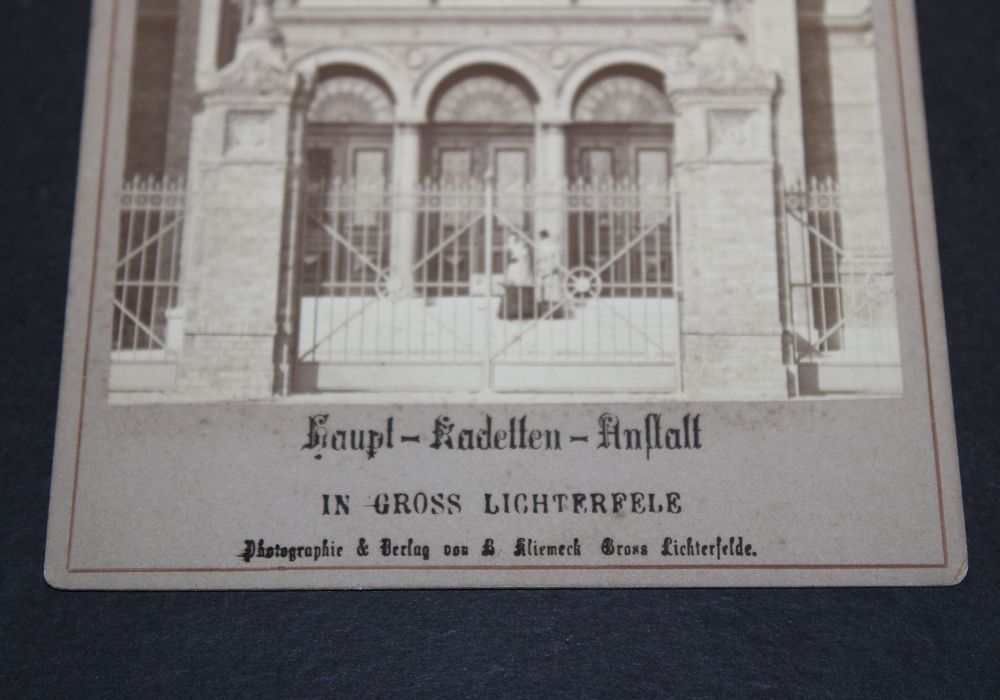 Haupt-Kadetten-Anstalt
IN GROSS LICHTERFELE
Photographie & Verlag von Kliemeck Gross Lichterfelde.